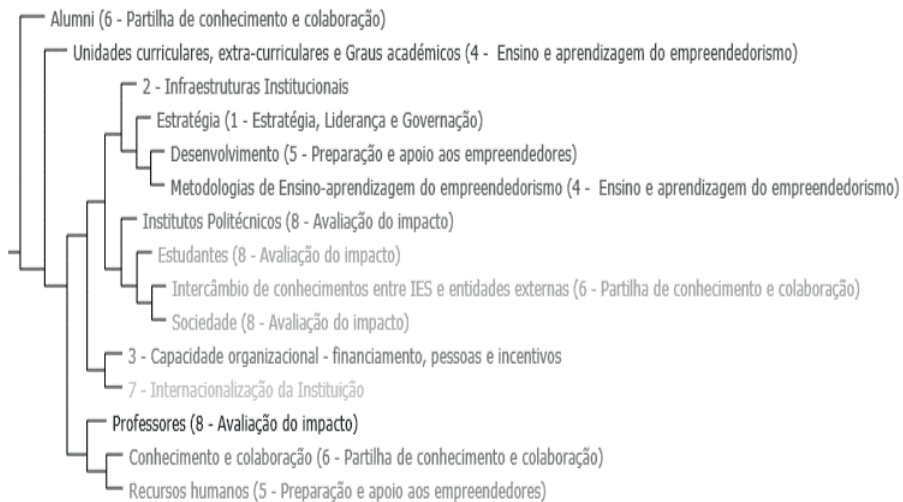 Alumni (6 - Partilha de conhecimento e colaboração)
Unidades curriculares, extra-curriculares e Graus académicos (4 - Ensino e aprendizagem do empreendedorismo)
2 - Infraestruturas Institucionais
Estratégia (1 - Estratégia, Liderança e Governação)
Desenvolvimento (5 - Preparação e apoio aos empreendedores)
Metodologias de Ensino-aprendizagem do empreendedorismo (4 - Ensino e aprendizagem do empreendedorismo)
Institutos Politécnicos (8 - Avaliação do impacto)
Estudantes (8 - Avaliação do impacto)
Intercâmbio de conhecimentos entre IES e entidades externas (6 - Partilha de conhecimento e colaboração)
Sociedade (8 - Avaliação do impacto)
3 - Capacidade organizacional - financiamento, pessoas e incentivos
7 - Internacionalização da Instituição
Professores (8 - Avaliação do impacto)
Conhecimento e colaboração (6 - Partilha de conhecimento e colaboração)
Recursos humanos (5 - Preparação e apoio aos empreendedores)